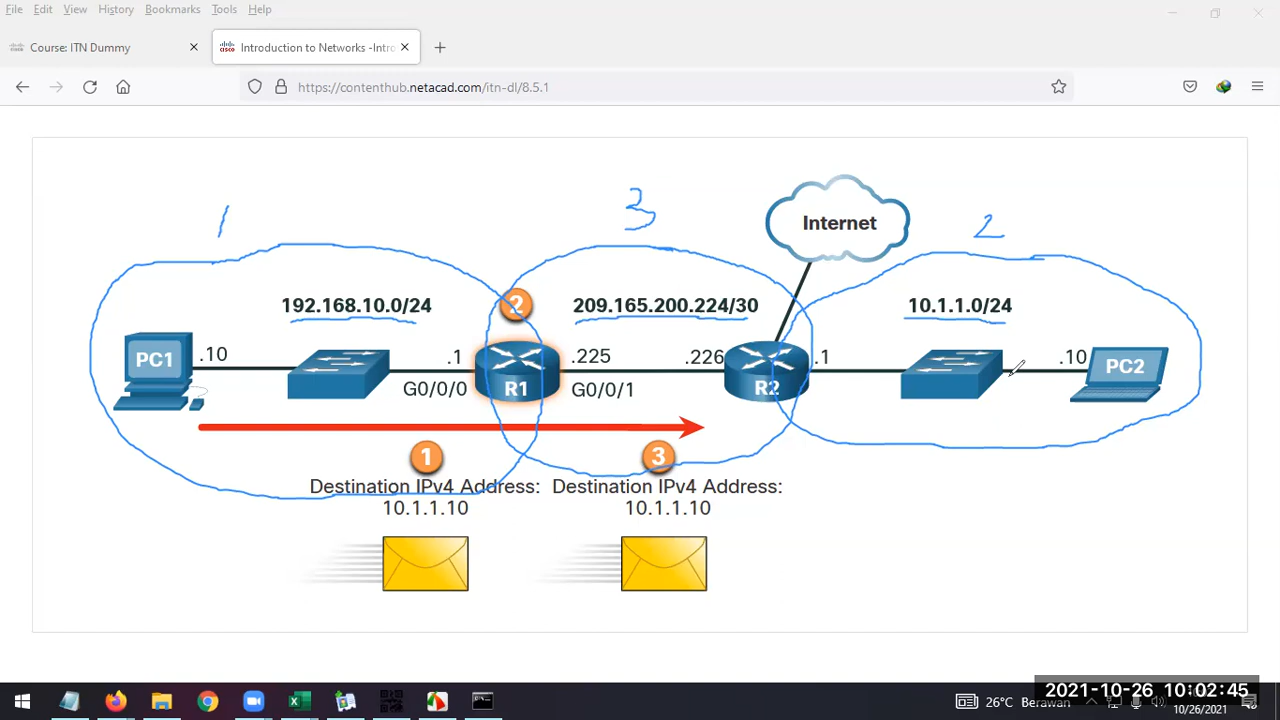 File Edit View History Bookmarks Tools Help
Course: ITN Dummy
Introduction to Networks -Intro
https://contenthub.netacad.com/itn-dl/8.5.1
1
3
2
Internet
192.168.10.0/24
2
209.165.200.224/30
10.1.1.0/24
PC1 .10 .1 R1 .225 .226 R2 .1 .10 PC2
G0/0/0 G0/0/1
1
3
Destination IPv4 Address:
10.1.1.10
Destination IPv4 Address:
10.1.1.10
26°C Berawan
2021-10-26 10:02:45
10/26/2021